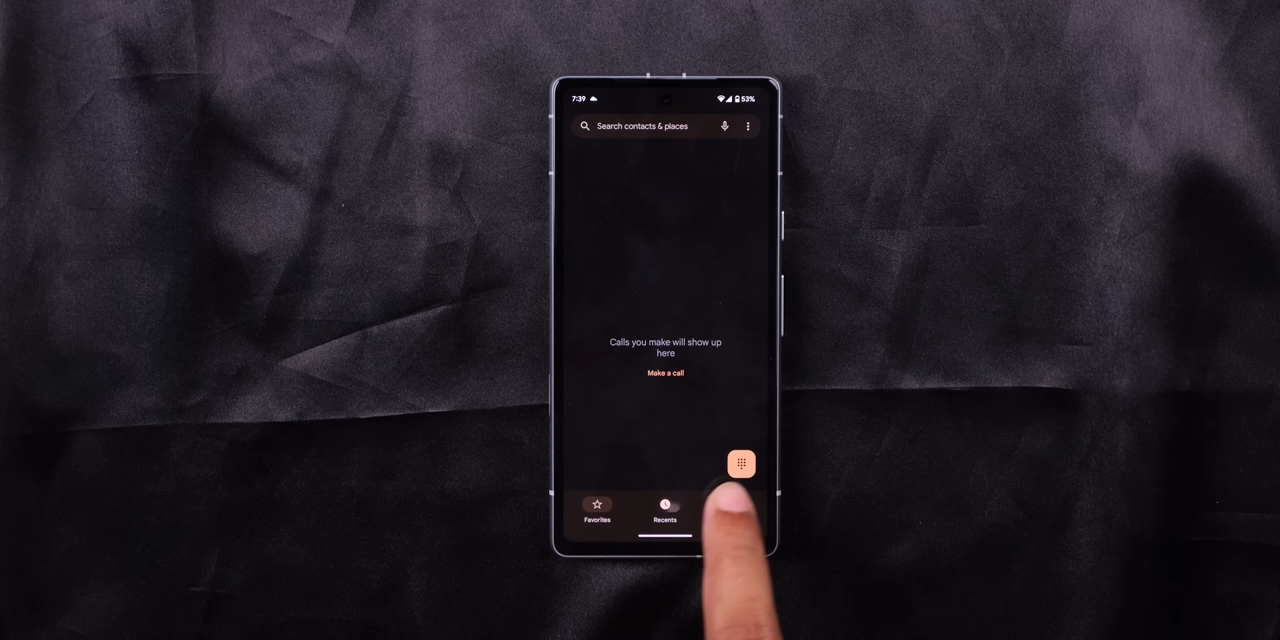 7:39
53%
Search contacts & places
Calls you make will show up
here
Make a call
Favorites
Recents